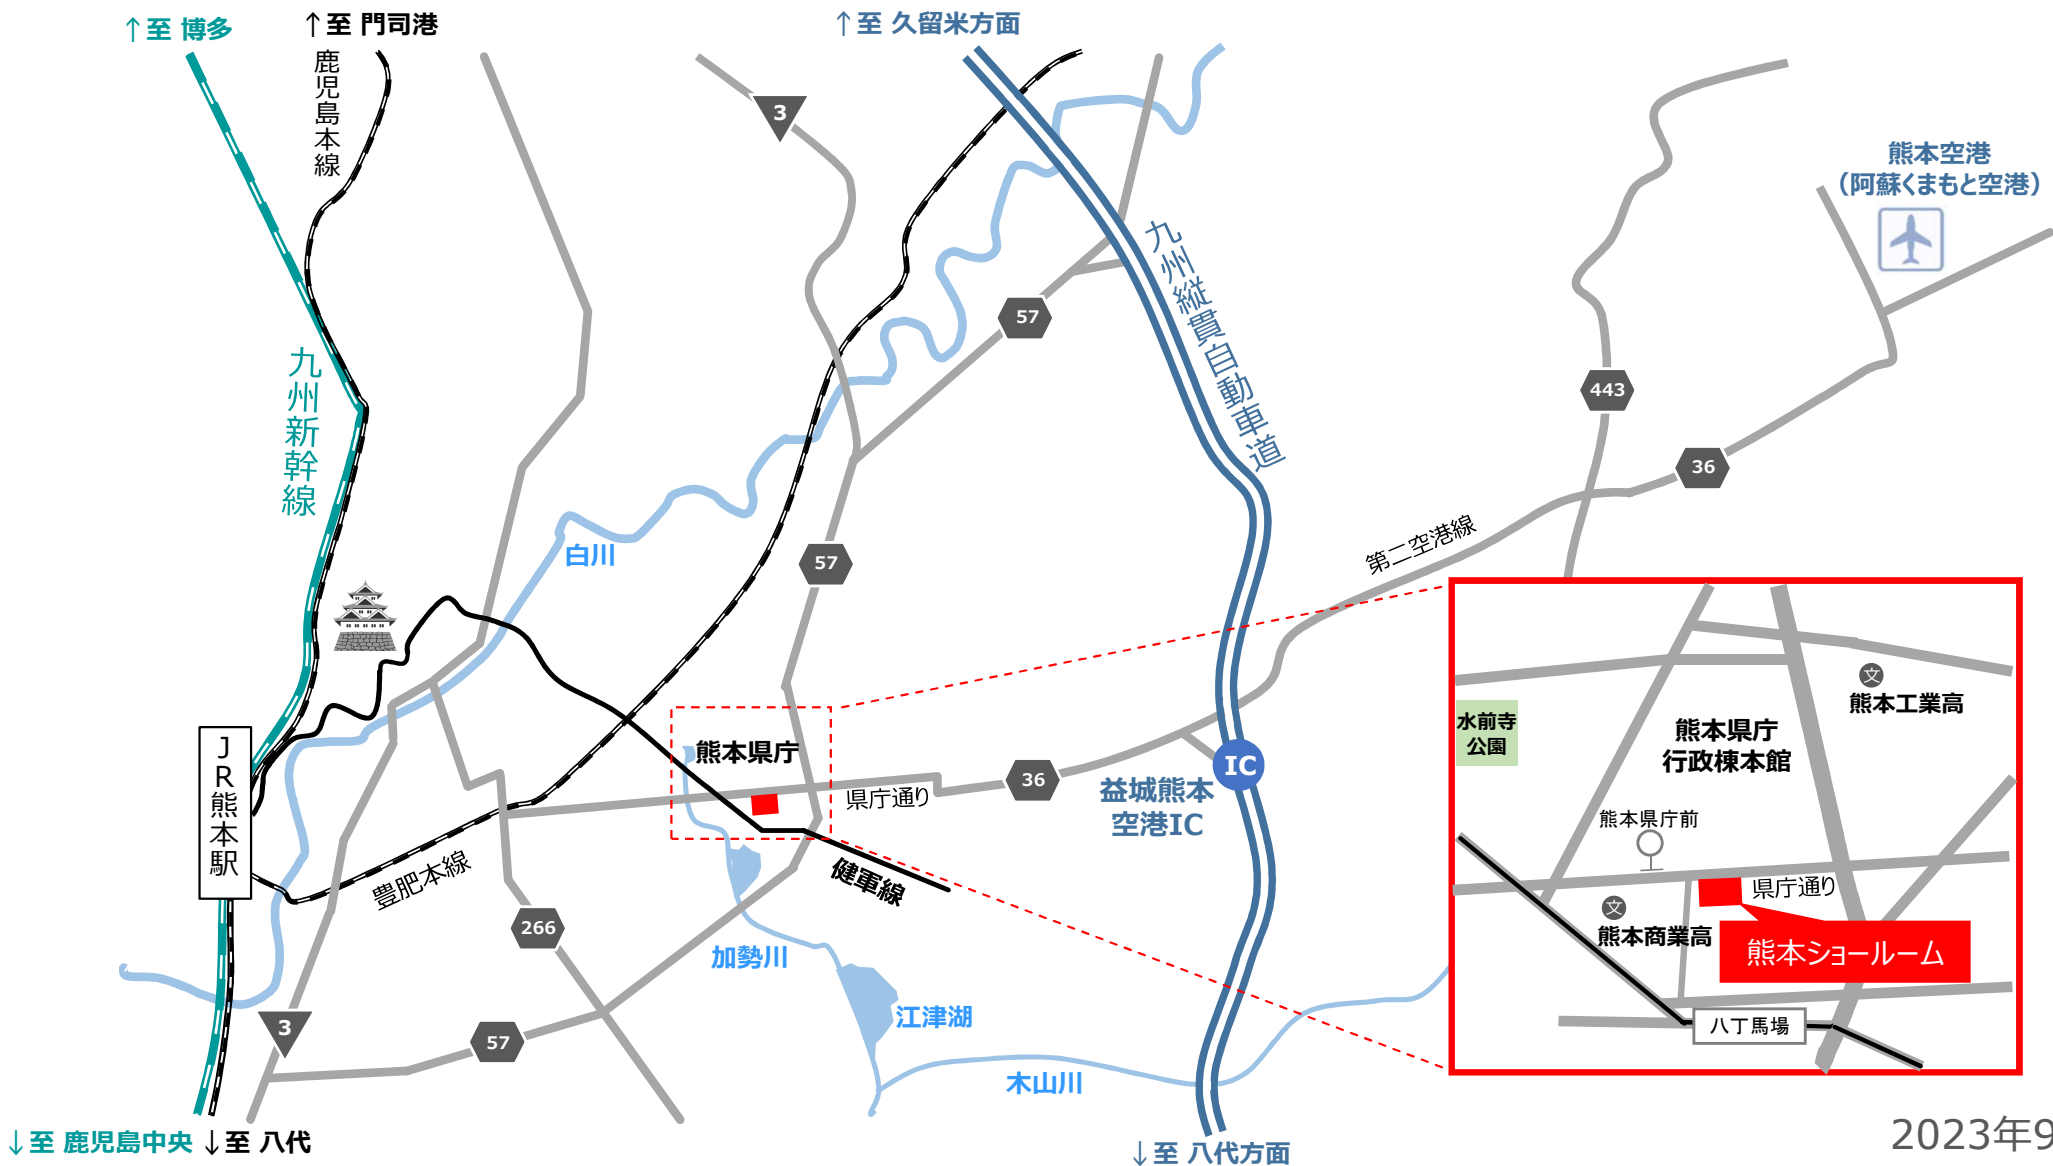 ↑至 博多
↑至 門司港
↑至 久留米方面
鹿児島本線
3
熊本空港
（阿蘇くまもと空港）
九州縦貫自動車道
57
九州新幹線
443
36
第二空港線
白川
57
JR熊本駅
熊本県庁
県庁通り
36
益城熊本
空港IC
IC
豊肥本線
健軍線
266
加勢川
江津湖
3
57
木山川
水前寺
公園
文
熊本工業高
熊本県庁
行政棟本館
熊本県庁前
県庁通り
文
熊本商業高
熊本ショールーム
八丁馬場
↓至 鹿児島中央
↓至 八代
↓至 八代方面
2023年9